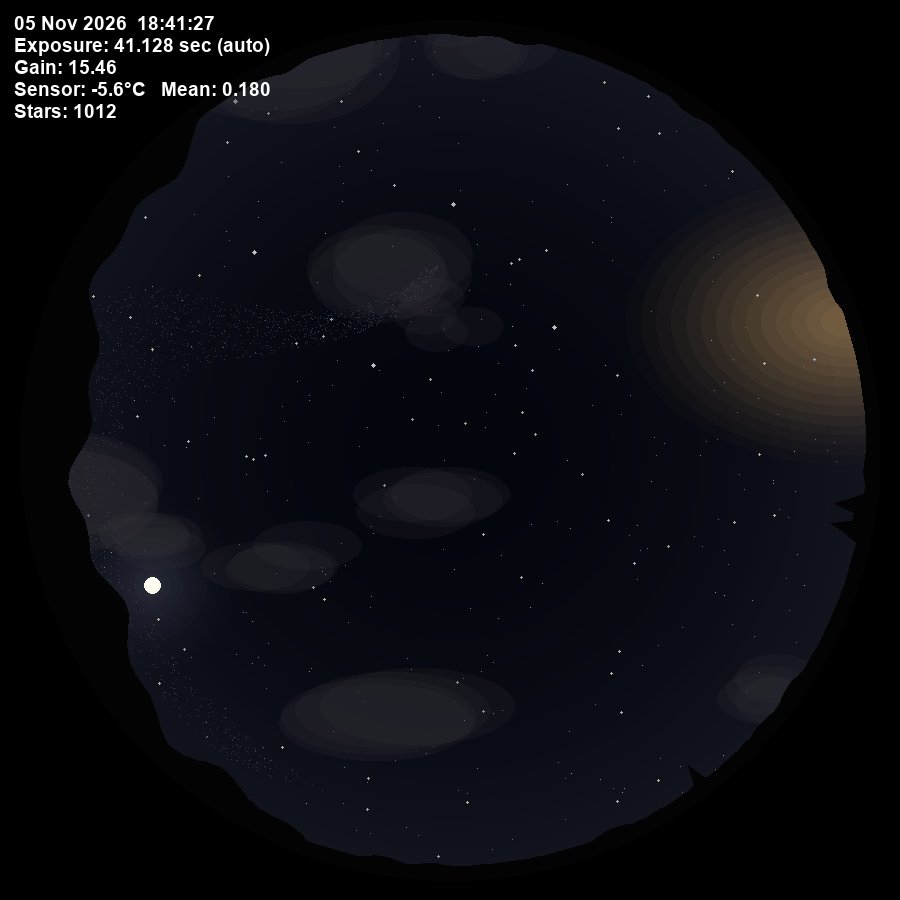 05 Nov 2026  18:41:27
Exposure: 41.128 sec (auto)
Gain: 15.46
Sensor: -5.6°C   Mean: 0.180
Stars: 1012